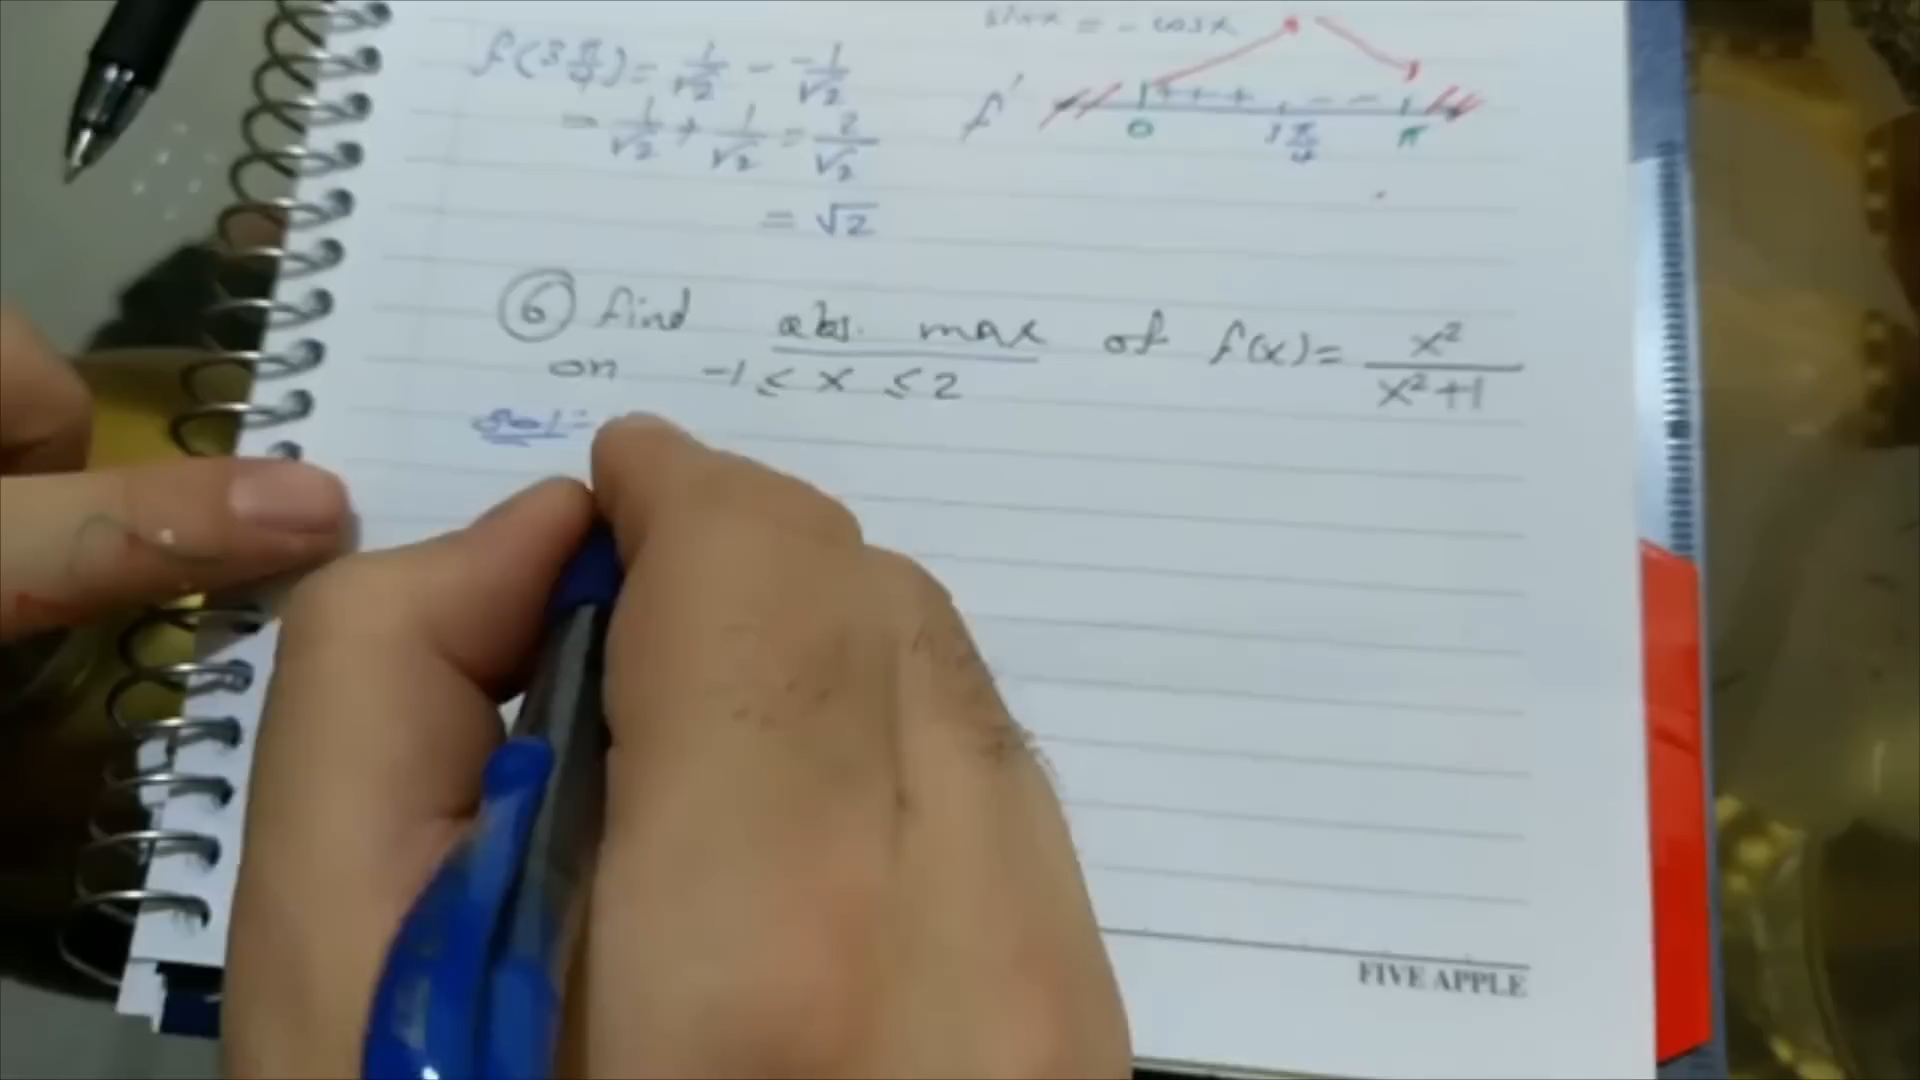 sinx = - cosx
f(3π/4) = 1/√2 - -1/√2
= 1/√2 + 1/√2 = 2/√2
f' + + + - -
0 3π/4 π
= √2
⑥ find abs. max of f(x) = x²/(x²+1)
on -1 ≤ x ≤ 2
Sol:
FIVE APPLE